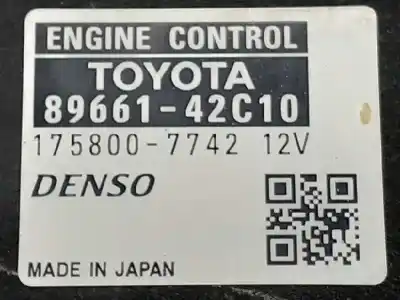 ENGINE CONTROL
TOYOTA
89661-42C10
175800-7742 12V
DENSO
MADE IN JAPAN